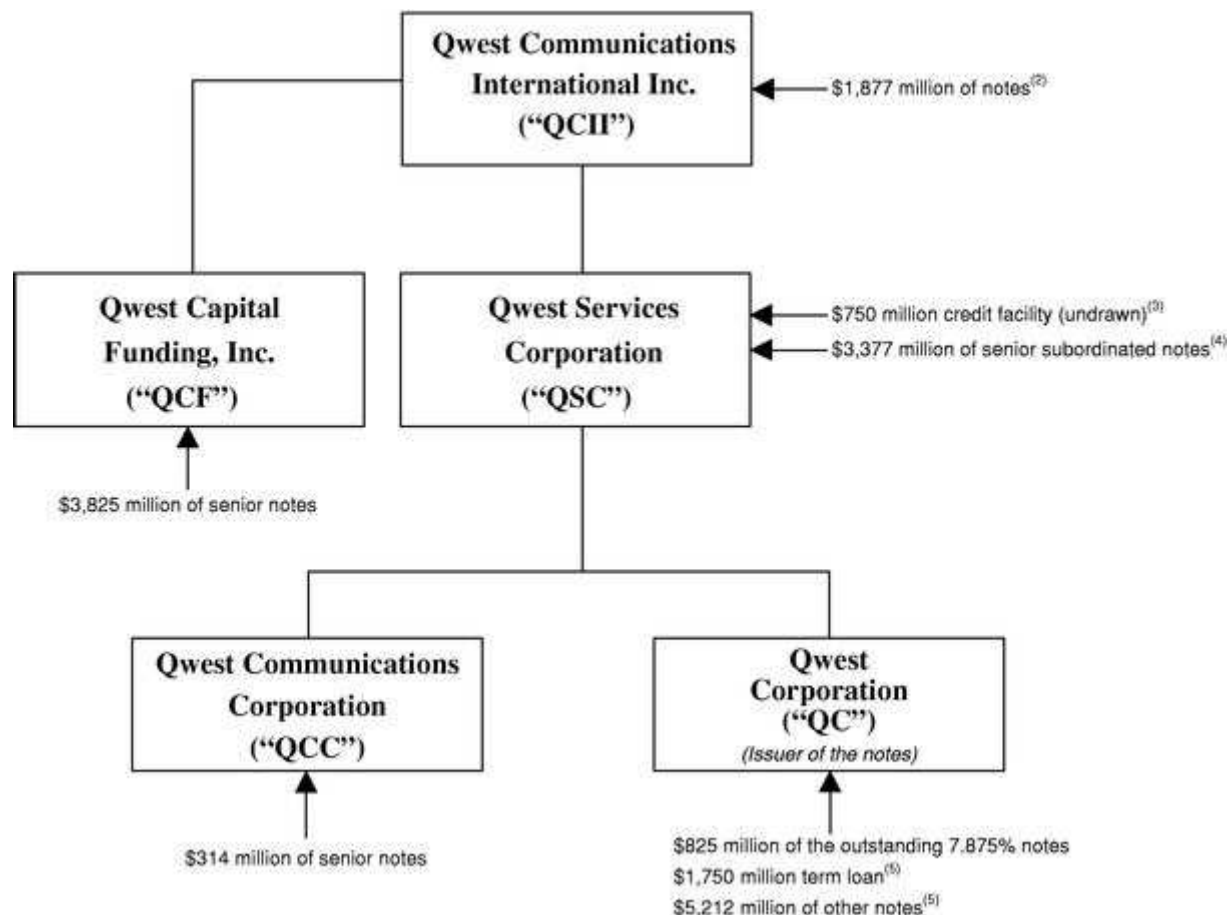 Qwest Communications
International Inc.
(“QCII”)
$1,877 million of notes(2)
Qwest Capital
Funding, Inc.
(“QCF”)
Qwest Services
Corporation
(“QSC”)
$750 million credit facility (undrawn)(3)
$3,377 million of senior subordinated notes(4)
$3,825 million of senior notes
Qwest Communications
Corporation
(“QCC”)
Qwest
Corporation
(“QC”)
(Issuer of the notes)
$314 million of senior notes
$825 million of the outstanding 7.875% notes
$1,750 million term loan(5)
$5,212 million of other notes(5)